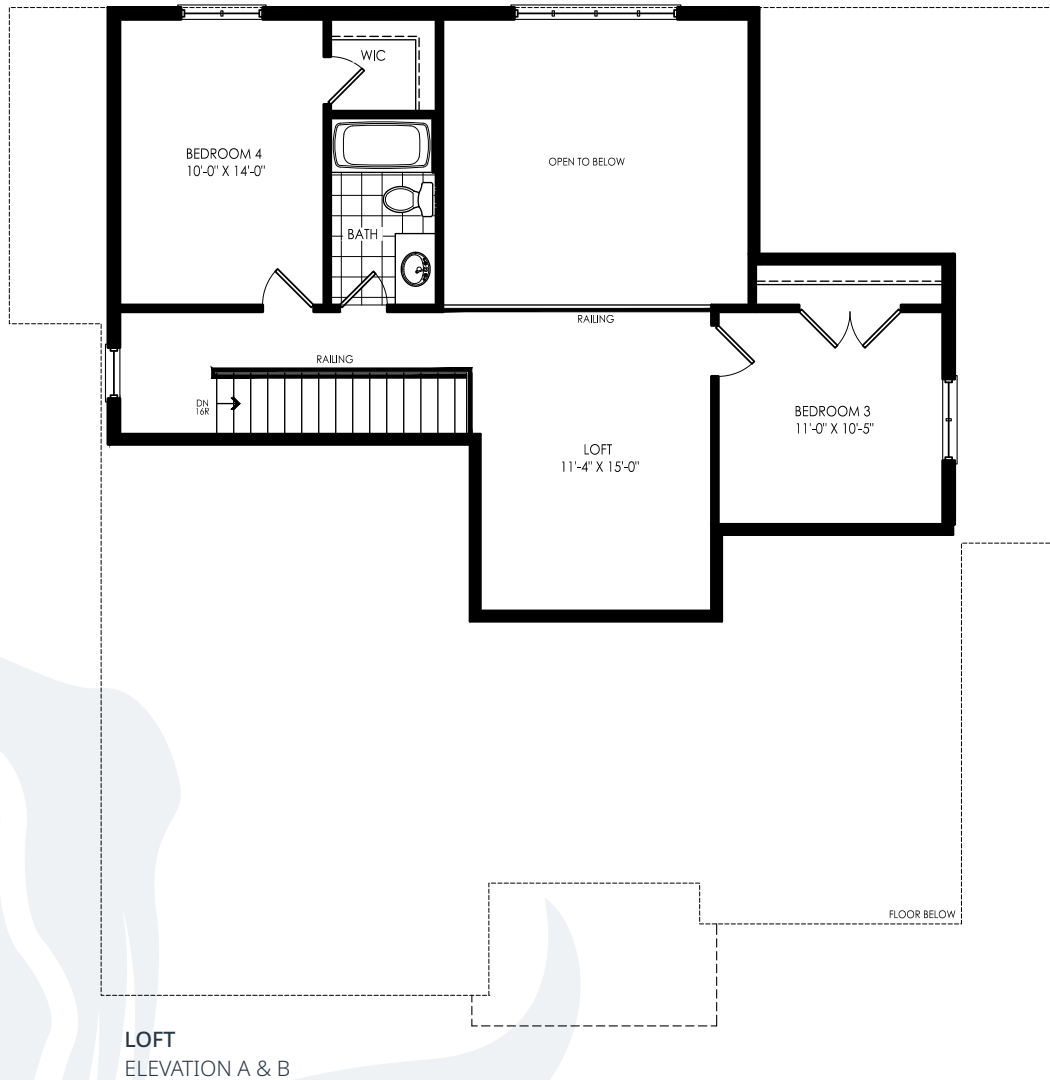 WIC
BEDROOM 4
10'-0" X 14'-0"
OPEN TO BELOW
BATH
RAILING
RAILING
DN
16R
BEDROOM 3
11'-0" X 10'-5"
LOFT
11'-4" X 15'-0"
FLOOR BELOW
LOFT
ELEVATION A & B